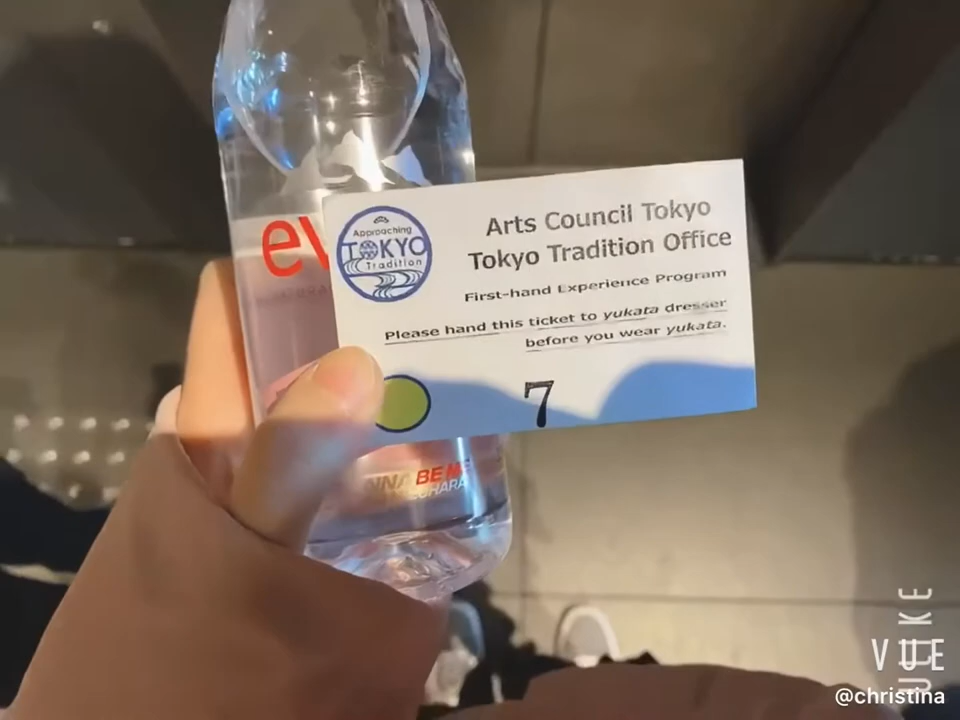 ev
Approaching
TOKYO
Tradition
Arts Council Tokyo
Tokyo Tradition Office
First-hand Experience Program
Please hand this ticket to yukata dresser
before you wear yukata.
7
BE ME
VUE
@christina